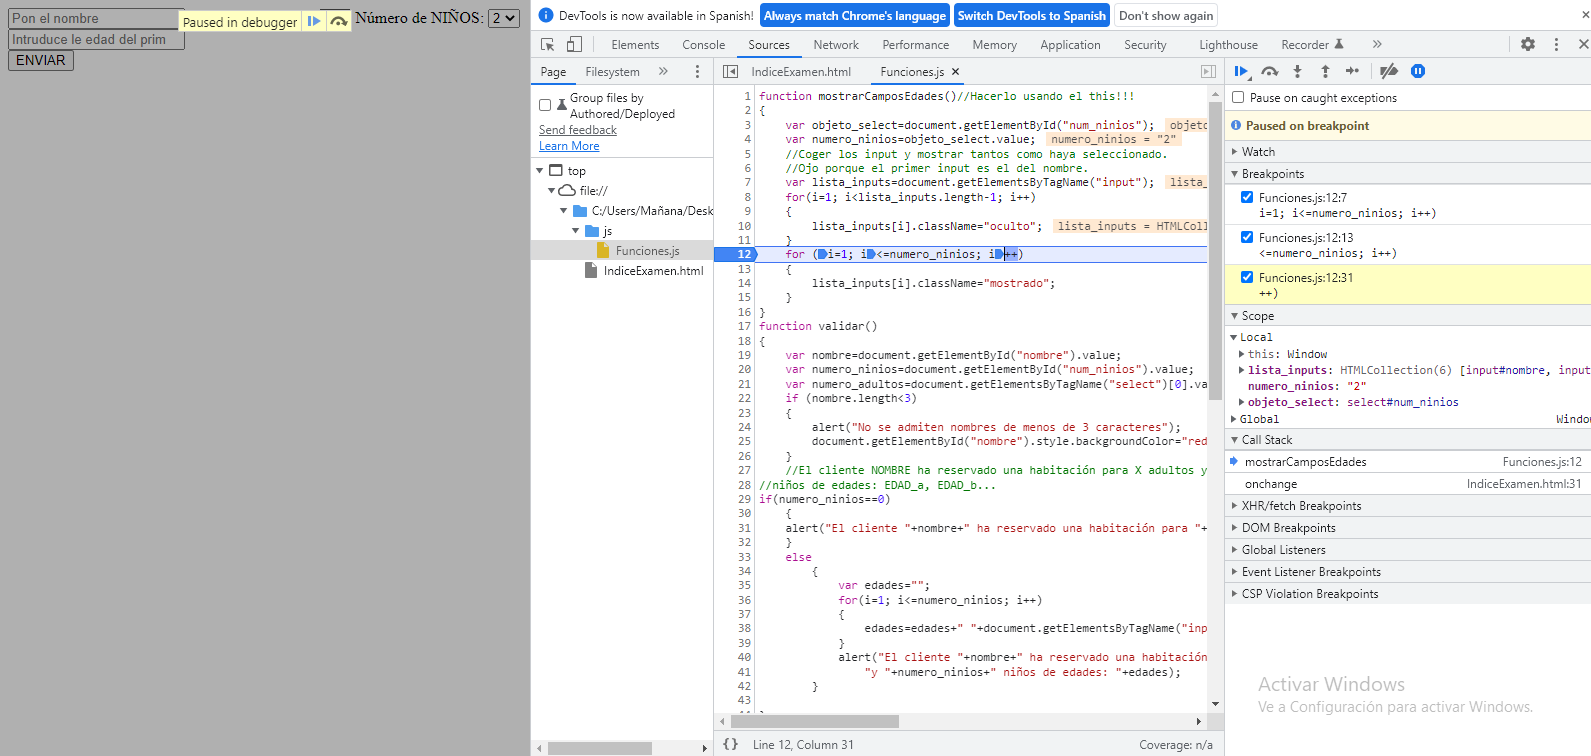 Pon el nombre
Paused in debugger
Número de NIÑOS: 2
Intruduce le edad del prim
ENVIAR
DevTools is now available in Spanish!
Always match Chrome's language
Switch DevTools to Spanish
Don't show again
Elements
Console
Sources
Network
Performance
Memory
Application
Security
Lighthouse
Recorder
Page
Filesystem
Group files by
Authored/Deployed
Send feedback
Learn More
top
file://
C:/Users/Mañana/Desk
js
Funciones.js
IndiceExamen.html
IndiceExamen.html
Funciones.js
1 function mostrarCamposEdades()//Hacerlo usando el this!!!
2 {
3 var objeto_select=document.getElementById("num_ninios"); objeto
4 var numero_ninios=objeto_select.value; numero_ninios = "2"
5 //Coger los input y mostrar tantos como haya seleccionado.
6 //Ojo porque el primer input es el del nombre.
7 var lista_inputs=document.getElementsByTagName("input"); lista_
8 for(i=1; i<lista_inputs.length-1; i++)
9 {
10 lista_inputs[i].className="oculto"; lista_inputs = HTMLColl
11 }
12 for (i=1; i<=numero_ninios; i++)
13 {
14 lista_inputs[i].className="mostrado";
15 }
16 }
17 function validar()
18 {
19 var nombre=document.getElementById("nombre").value;
20 var numero_ninios=document.getElementById("num_ninios").value;
21 var numero_adultos=document.getElementsByTagName("select")[0].va
22 if (nombre.length<3)
23 {
24 alert("No se admiten nombres de menos de 3 caracteres");
25 document.getElementById("nombre").style.backgroundColor="red
26 }
27 //El cliente NOMBRE ha reservado una habitación para X adultos y
28 //niños de edades: EDAD_a, EDAD_b...
29 if(numero_ninios==0)
30 {
31 alert("El cliente "+nombre+" ha reservado una habitación para "+
32 }
33 else
34 {
35 var edades="";
36 for(i=1; i<=numero_ninios; i++)
37 {
38 edades=edades+" "+document.getElementsByTagName("inp
39 }
40 alert("El cliente "+nombre+" ha reservado una habitación
41 "y "+numero_ninios+" niños de edades: "+edades);
42 }
43
{} Line 12, Column 31
Coverage: n/a
Pause on caught exceptions
Paused on breakpoint
Watch
Breakpoints
Funciones.js:12:7
i=1; i<=numero_ninios; i++)
Funciones.js:12:13
<=numero_ninios; i++)
Funciones.js:12:31
++)
Scope
Local
this: Window
lista_inputs: HTMLCollection(6) [input#nombre, input
numero_ninios: "2"
objeto_select: select#num_ninios
Global Windo
Call Stack
mostrarCamposEdades Funciones.js:12
onchange IndiceExamen.html:31
XHR/fetch Breakpoints
DOM Breakpoints
Global Listeners
Event Listener Breakpoints
CSP Violation Breakpoints
Activar Windows
Ve a Configuración para activar Windows.